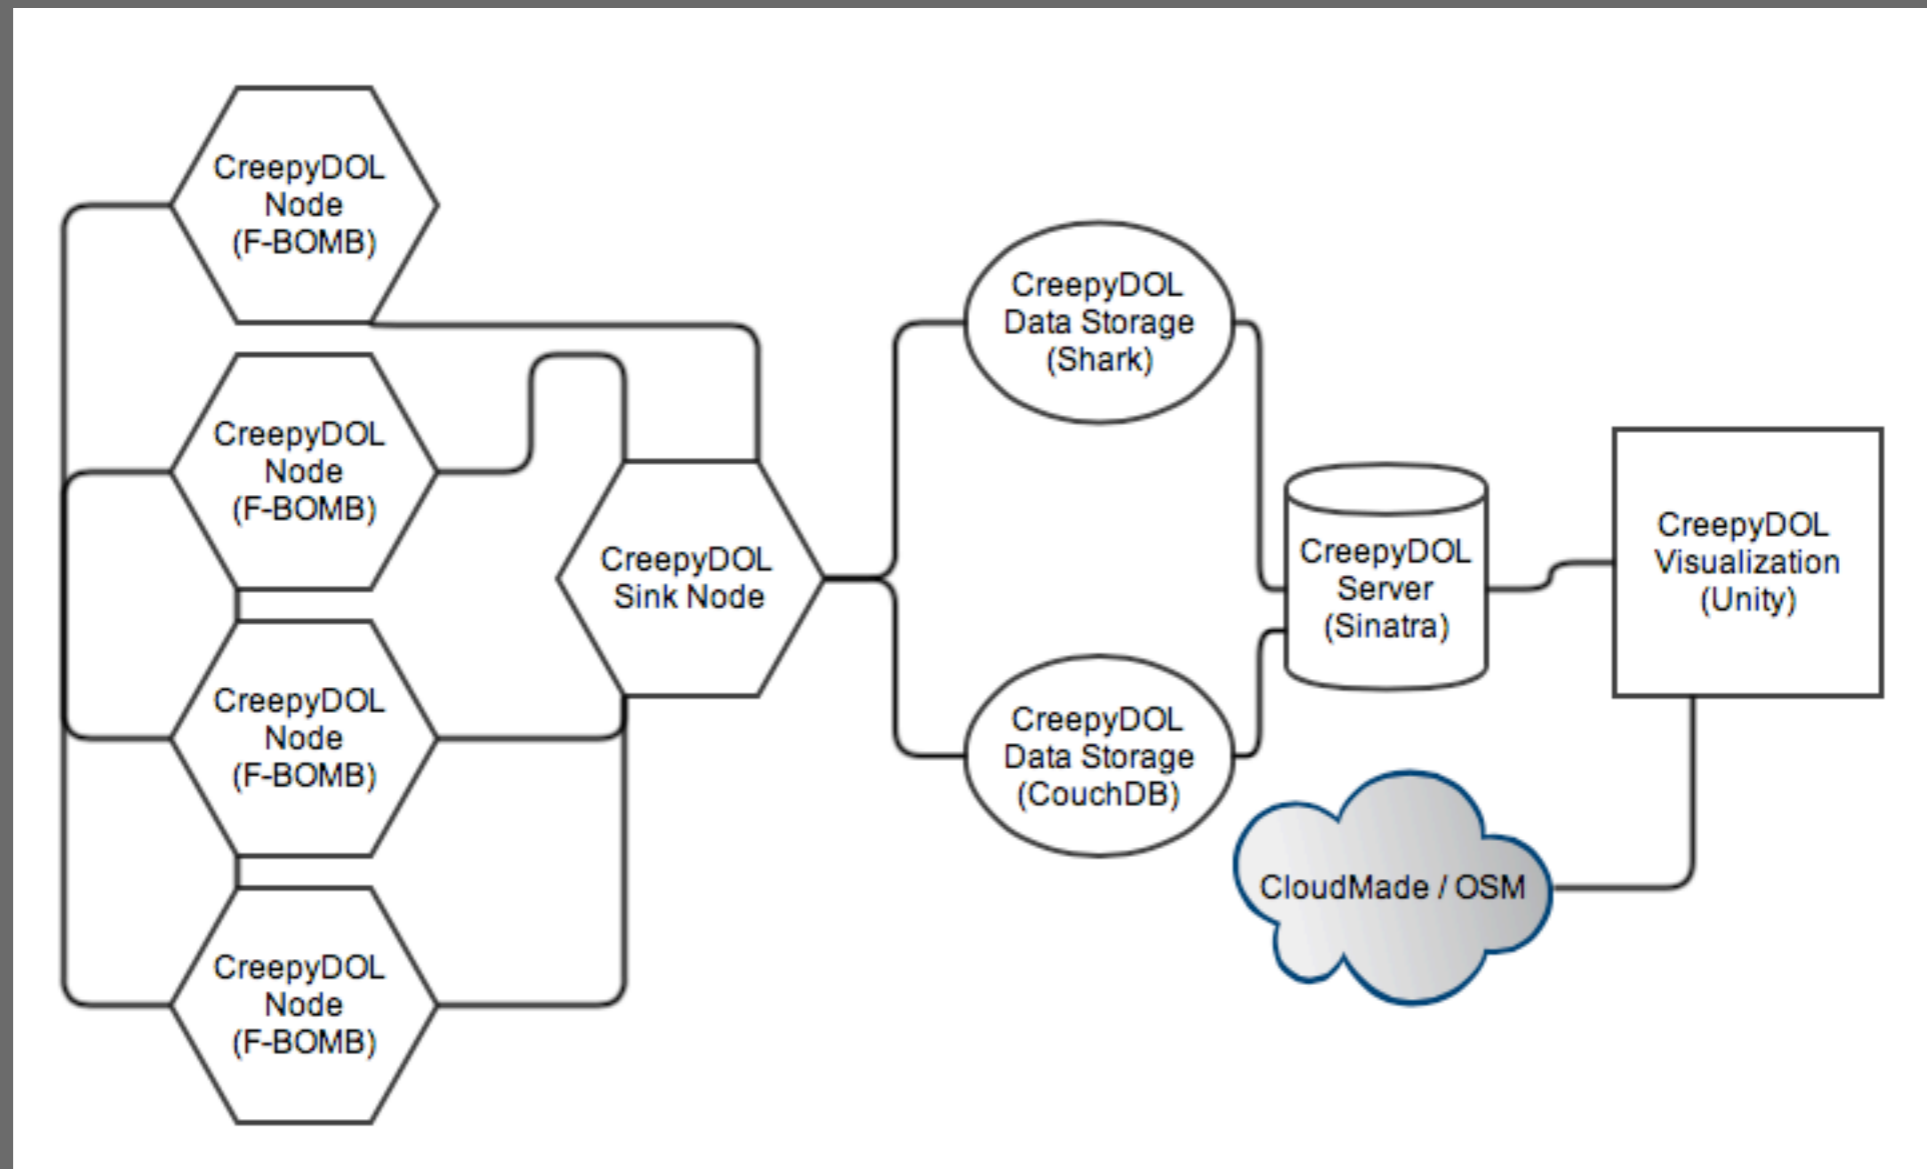 CreepyDOL
Node
(F-BOMB)
CreepyDOL
Node
(F-BOMB)
CreepyDOL
Node
(F-BOMB)
CreepyDOL
Node
(F-BOMB)
CreepyDOL
Sink Node
CreepyDOL
Data Storage
(Shark)
CreepyDOL
Data Storage
(CouchDB)
CreepyDOL
Server
(Sinatra)
CreepyDOL
Visualization
(Unity)
CloudMade / OSM